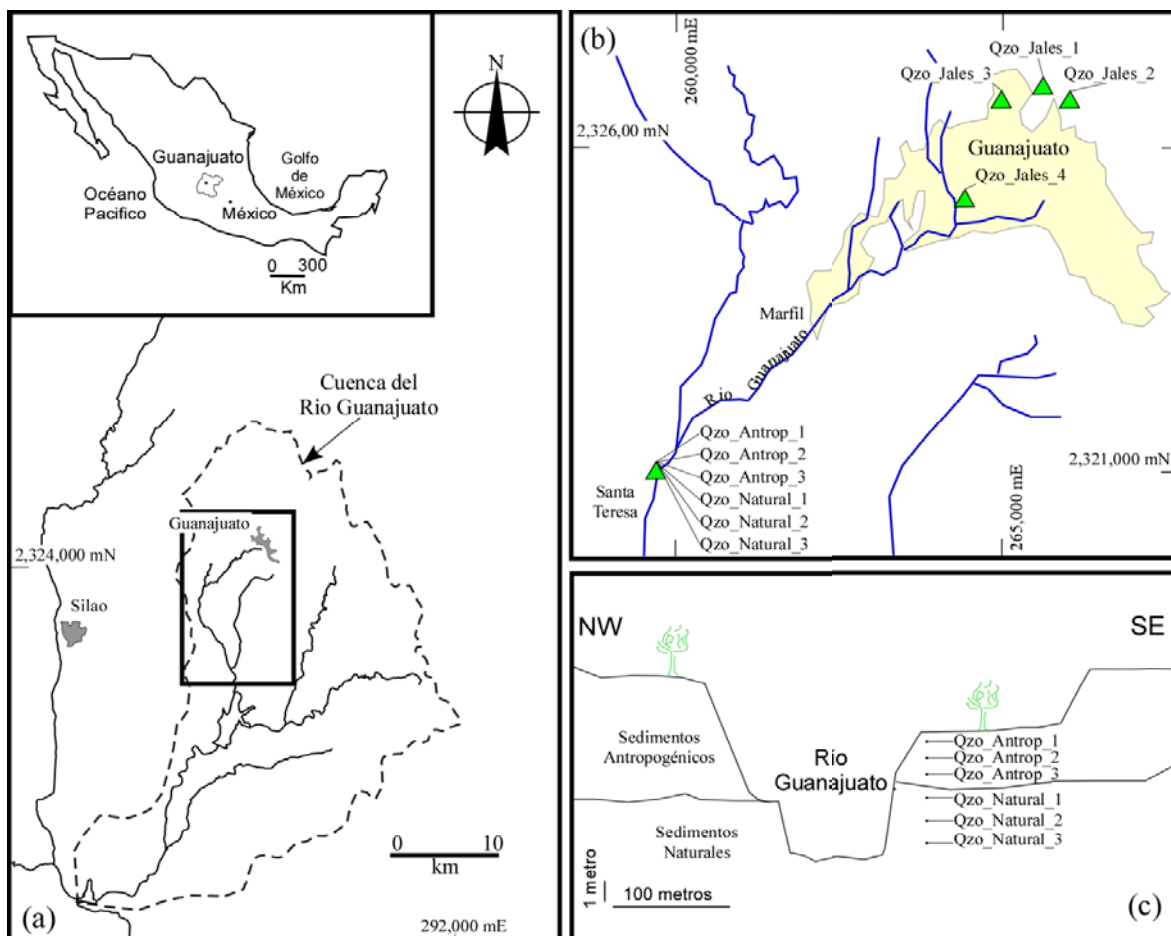 N
Guanajuato
Golfo
de
México
Océano
Pacifico
México
0 300
Km
Cuenca del
Rio Guanajuato
Guanajuato
2,324,000 mN
Silao
0 10
km
(a)
292,000 mE
(b)
260,000 mE
Qzo_Jales_1
Qzo_Jales_3
Qzo_Jales_2
2,326,00 mN
Guanajuato
Qzo_Jales_4
Marfil
Río Guanajuato
Qzo_Antrop_1
Qzo_Antrop_2
Qzo_Antrop_3
Qzo_Natural_1
Qzo_Natural_2
Qzo_Natural_3
Santa
Teresa
2,321,000 mN
265,000 mE
NW
SE
Sedimentos
Antropogénicos
Río
Guanajuato
Qzo_Antrop_1
Qzo_Antrop_2
Qzo_Antrop_3
Qzo_Natural_1
Qzo_Natural_2
Qzo_Natural_3
Sedimentos
Naturales
1 metro
100 metros
(c)